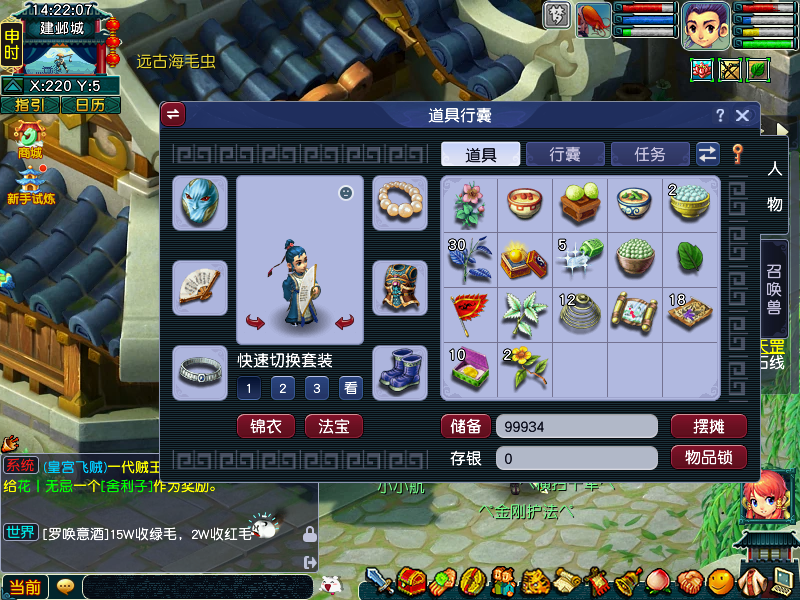 14:22:07
建邺城
申时
X:220 Y:5
指引 日历
商城
新手试炼
远古海毛虫
梦
道具行囊
? ×
道具 行囊 任务
人物
召唤兽
2
30
5
12
18
10
2
快速切换套装
1 2 3 看
锦衣 法宝
储备 99934 摆摊
存银 0 物品锁
系统 (皇宫飞贼)一代贼王
给花丨无忌一个[舍利子]作为奖励。
世界 [罗唤意酒]15W收绿毛，2W收红毛
小小航
横扫千军
^金刚护法^
当前